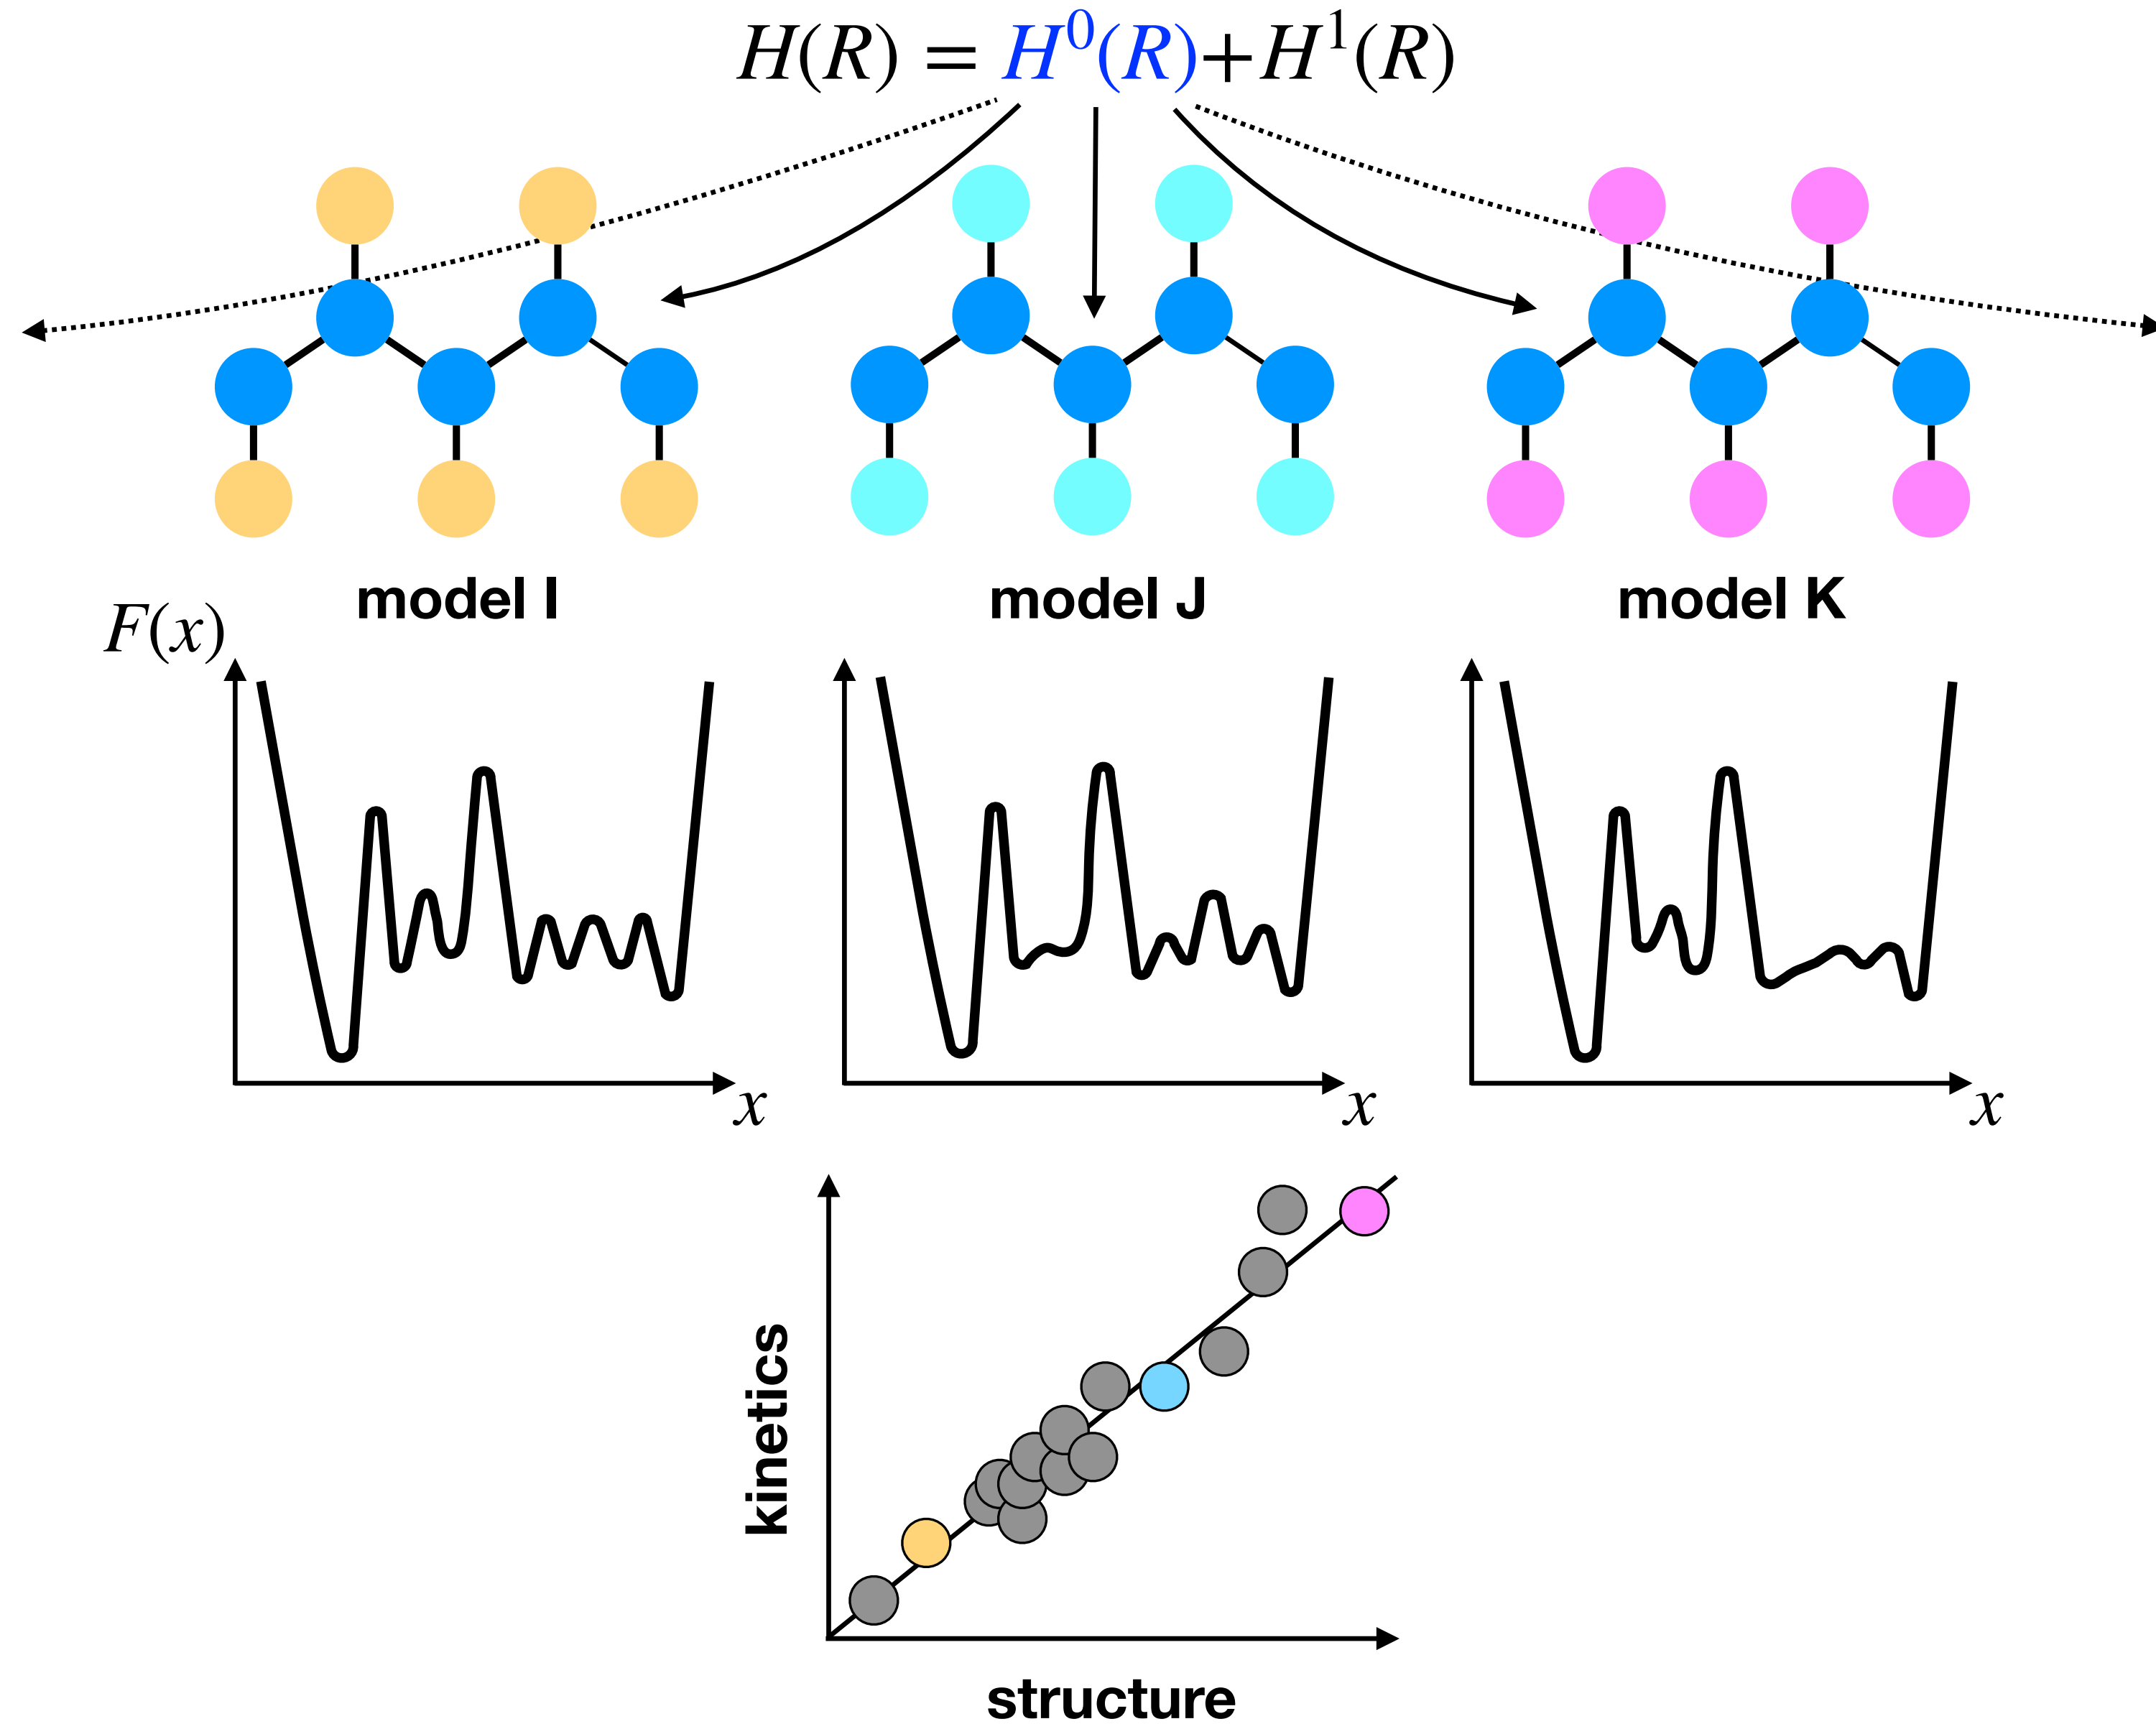 H(R) = H⁰(R)+H¹(R)
model I
model J
model K
F(x)
x
x
x
kinetics
structure